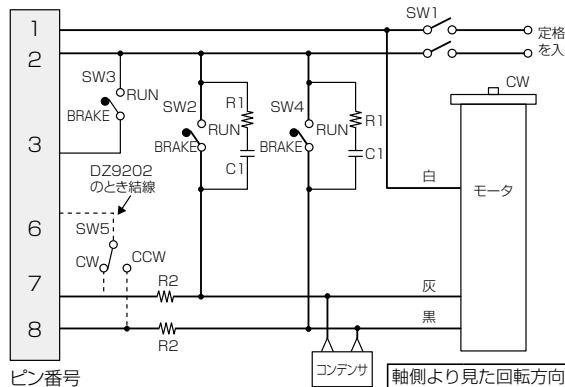 SW1
1
定格
2
を入
SW3
CW
RUN
SW2
R1
SW4
R1
BRAKE
RUN
RUN
3
BRAKE
BRAKE
C1
C1
DZ9202
のとき結線
白
モータ
6
SW5
CW
CCW
7
R2
灰
8
黒
R2
コンデンサ
ピン番号
軸側より見た回転方向